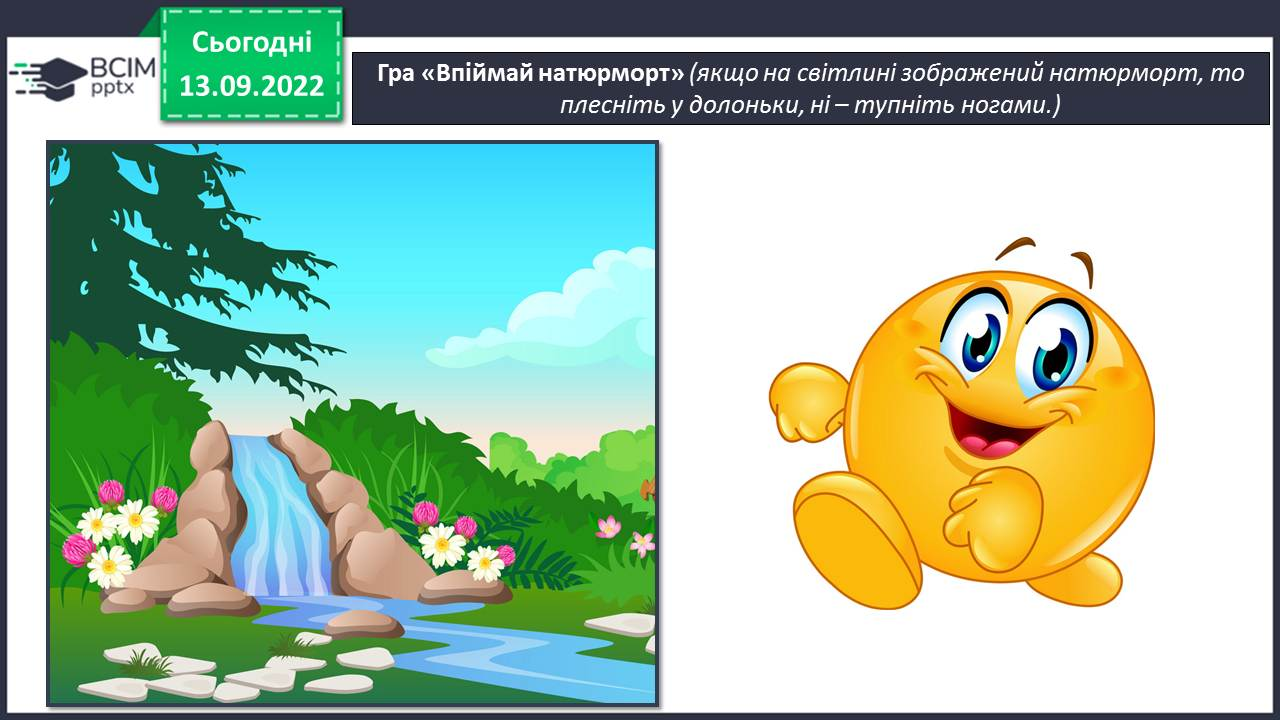 Сьогодні
13.09.2022
ВСІМ
pptx
Гра «Впіймай натюрморт» (якщо на світлині зображений натюрморт, то
плесніть у долоньки, ні – тупніть ногами.)